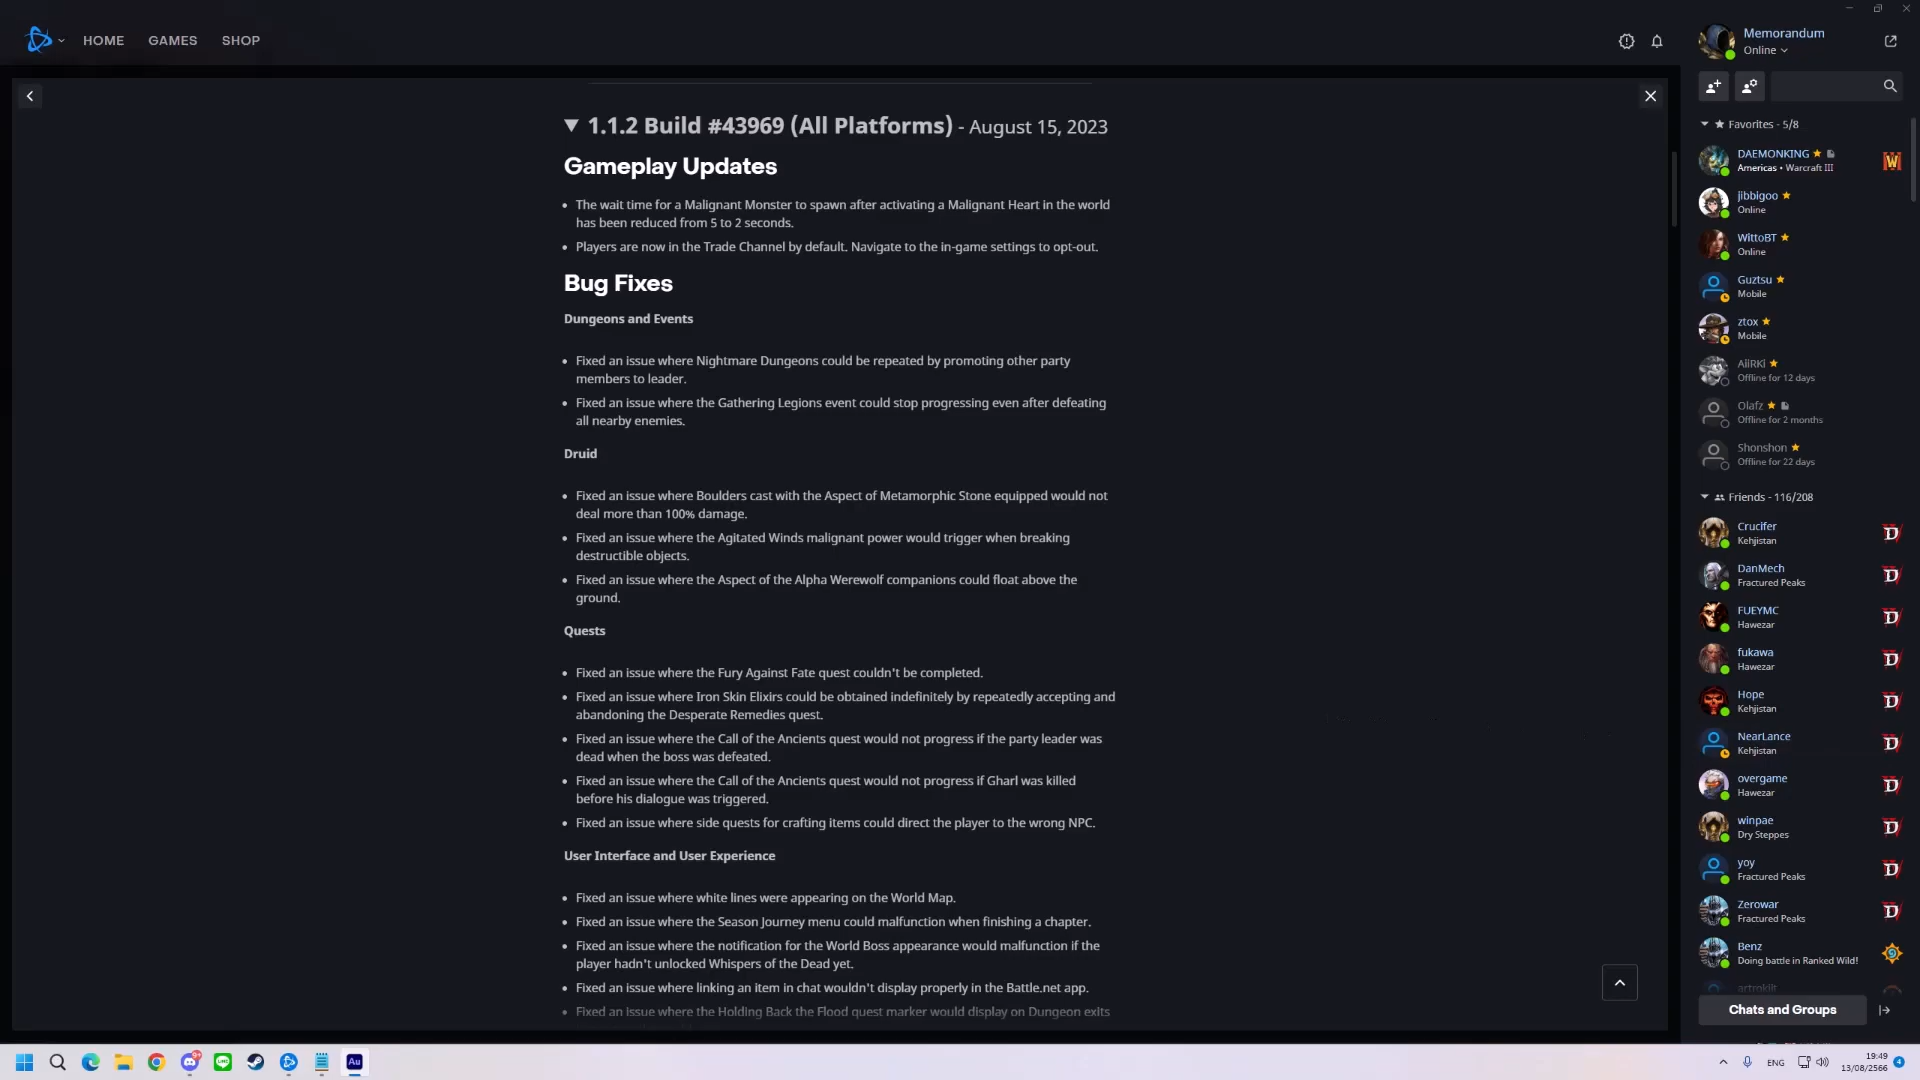 HOME
GAMES
SHOP
Memorandum
Online
1.1.2 Build #43969 (All Platforms) - August 15, 2023
Gameplay Updates
• The wait time for a Malignant Monster to spawn after activating a Malignant Heart in the world
has been reduced from 5 to 2 seconds.
• Players are now in the Trade Channel by default. Navigate to the in-game settings to opt-out.
Bug Fixes
Dungeons and Events
• Fixed an issue where Nightmare Dungeons could be repeated by promoting other party
members to leader.
• Fixed an issue where the Gathering Legions event could stop progressing even after defeating
all nearby enemies.
Druid
• Fixed an issue where Boulders cast with the Aspect of Metamorphic Stone equipped would not
deal more than 100% damage.
• Fixed an issue where the Agitated Winds malignant power would trigger when breaking
destructible objects.
• Fixed an issue where the Aspect of the Alpha Werewolf companions could float above the
ground.
Quests
• Fixed an issue where the Fury Against Fate quest couldn't be completed.
• Fixed an issue where Iron Skin Elixirs could be obtained indefinitely by repeatedly accepting and
abandoning the Desperate Remedies quest.
• Fixed an issue where the Call of the Ancients quest would not progress if the party leader was
dead when the boss was defeated.
• Fixed an issue where the Call of the Ancients quest would not progress if Gharl was killed
before his dialogue was triggered.
• Fixed an issue where side quests for crafting items could direct the player to the wrong NPC.
User Interface and User Experience
• Fixed an issue where white lines were appearing on the World Map.
• Fixed an issue where the Season Journey menu could malfunction when finishing a chapter.
• Fixed an issue where the notification for the World Boss appearance would malfunction if the
player hadn't unlocked Whispers of the Dead yet.
• Fixed an issue where linking an item in chat wouldn't display properly in the Battle.net app.
• Fixed an issue where the Holding Back the Flood quest marker would display on Dungeon exits
Favorites - 5/8
DAEMONKING
Americas • Warcraft III
jibbigoo
Online
WittoBT
Online
Guztsu
Mobile
ztox
Mobile
AiiRKi
Offline for 12 days
Olafz
Offline for 2 months
Shonshon
Offline for 22 days
Friends - 116/208
Crucifer
Kehjistan
DanMech
Fractured Peaks
FUEYMC
Hawezar
fukawa
Hawezar
Hope
Kehjistan
NearLance
Kehjistan
overgame
Hawezar
winpae
Dry Steppes
yoy
Fractured Peaks
Zerowar
Fractured Peaks
Benz
Doing battle in Ranked Wild!
Chats and Groups
Au
ENG
19:49
13/08/2566
4